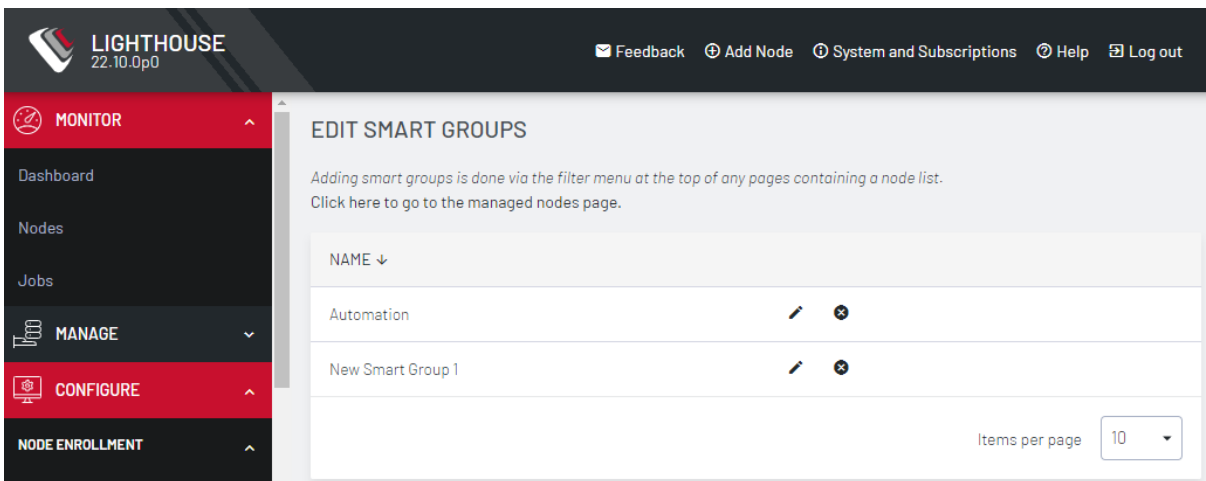 LIGHTHOUSE
22.10.0p0
Feedback
Add Node
System and Subscriptions
Help
Log out
MONITOR
Dashboard
Nodes
Jobs
MANAGE
CONFIGURE
NODE ENROLLMENT
EDIT SMART GROUPS
Adding smart groups is done via the filter menu at the top of any pages containing a node list.
Click here to go to the managed nodes page.
NAME
Automation
New Smart Group 1
Items per page 10